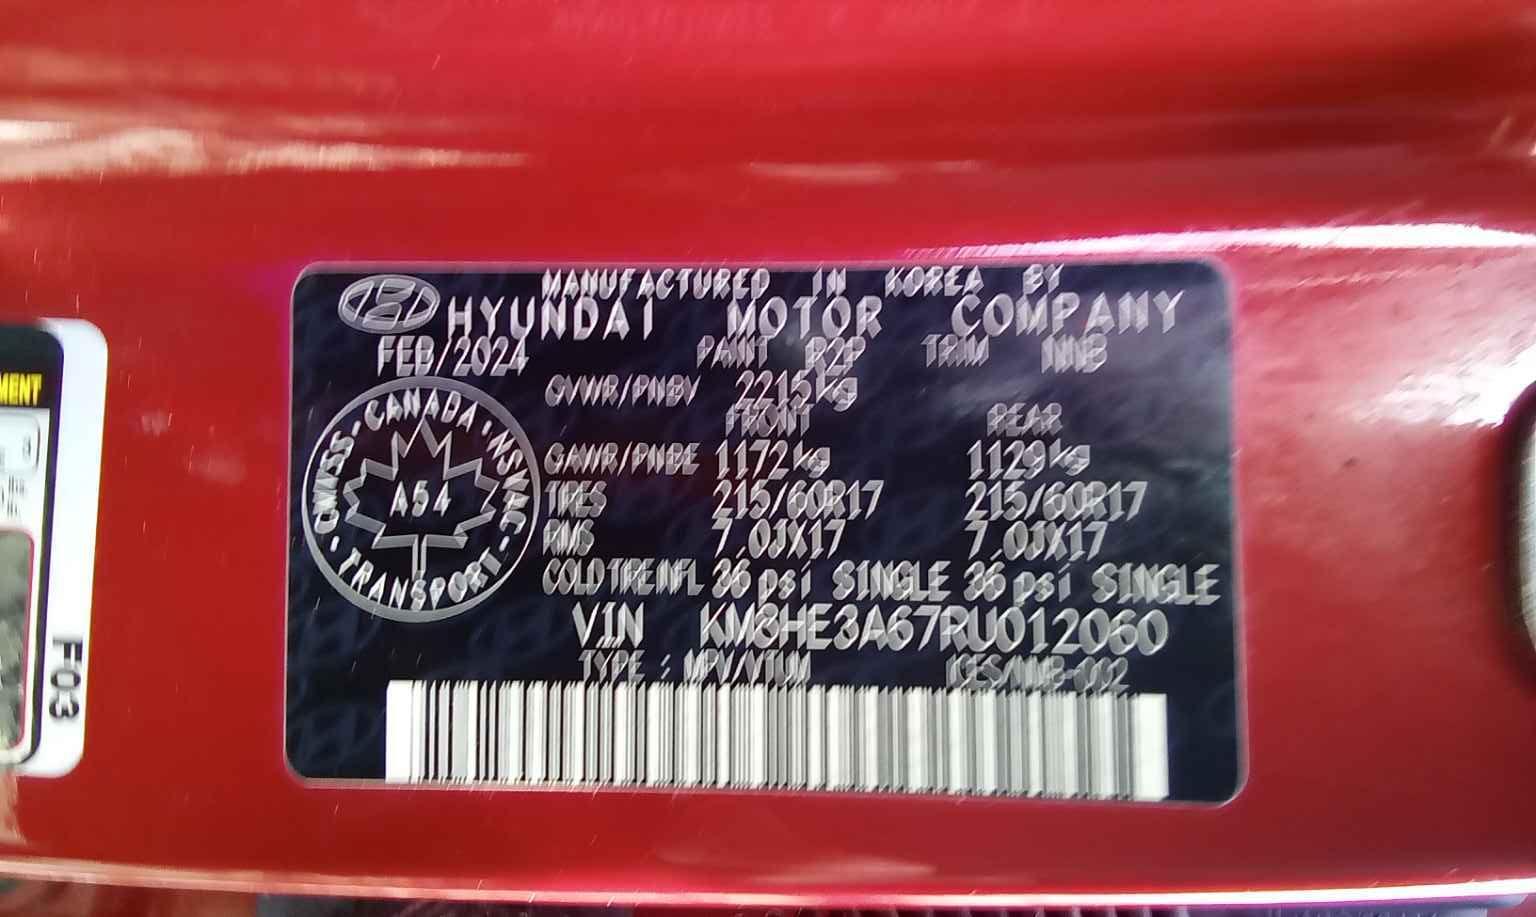 MANUFACTURED IN KOREA BY
HYUNDAI MOTOR COMPANY
FEB/2024 PAINT R2P TRIM NNB
GVWR/PNBV 2215kg
FRONT REAR
GAWR/PNBE 1172kg 1129kg
TIRES 215/60R17 215/60R17
RIMS 7.0JX17 7.0JX17
COLD TIRE INFL 36 psi SINGLE 36 psi SINGLE
VIN KM8HE3A67RU012060
TYPE : MPV/VTUM
CANADA · NSVAC · TRANSPORT · CMVSS
A54
MENT
F03